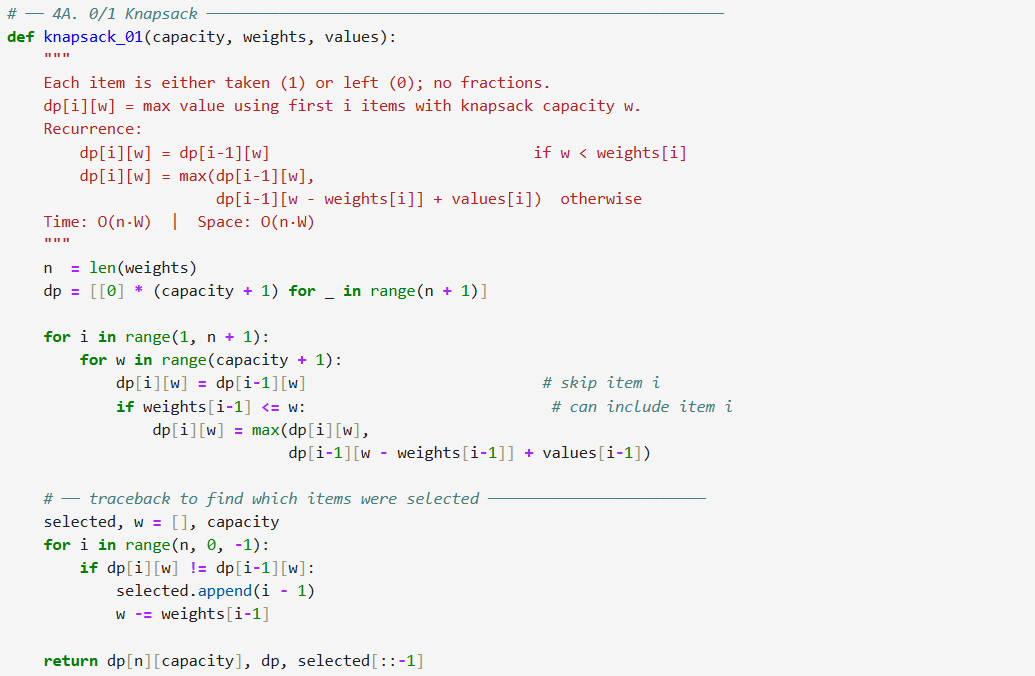 # ── 4A. 0/1 Knapsack ─────────────────────────────────────────────────────────
def knapsack_01(capacity, weights, values):
    """
    Each item is either taken (1) or left (0); no fractions.
    dp[i][w] = max value using first i items with knapsack capacity w.
    Recurrence:
        dp[i][w] = dp[i-1][w]                             if w < weights[i]
        dp[i][w] = max(dp[i-1][w],
                       dp[i-1][w - weights[i]] + values[i])  otherwise
    Time: O(n·W)  │  Space: O(n·W)
    """
    n  = len(weights)
    dp = [[0] * (capacity + 1) for _ in range(n + 1)]

    for i in range(1, n + 1):
        for w in range(capacity + 1):
            dp[i][w] = dp[i-1][w]                          # skip item i
            if weights[i-1] <= w:                           # can include item i
                dp[i][w] = max(dp[i][w],
                               dp[i-1][w - weights[i-1]] + values[i-1])

    # ── traceback to find which items were selected ────────────────────────
    selected, w = [], capacity
    for i in range(n, 0, -1):
        if dp[i][w] != dp[i-1][w]:
            selected.append(i - 1)
            w -= weights[i-1]

    return dp[n][capacity], dp, selected[::-1]